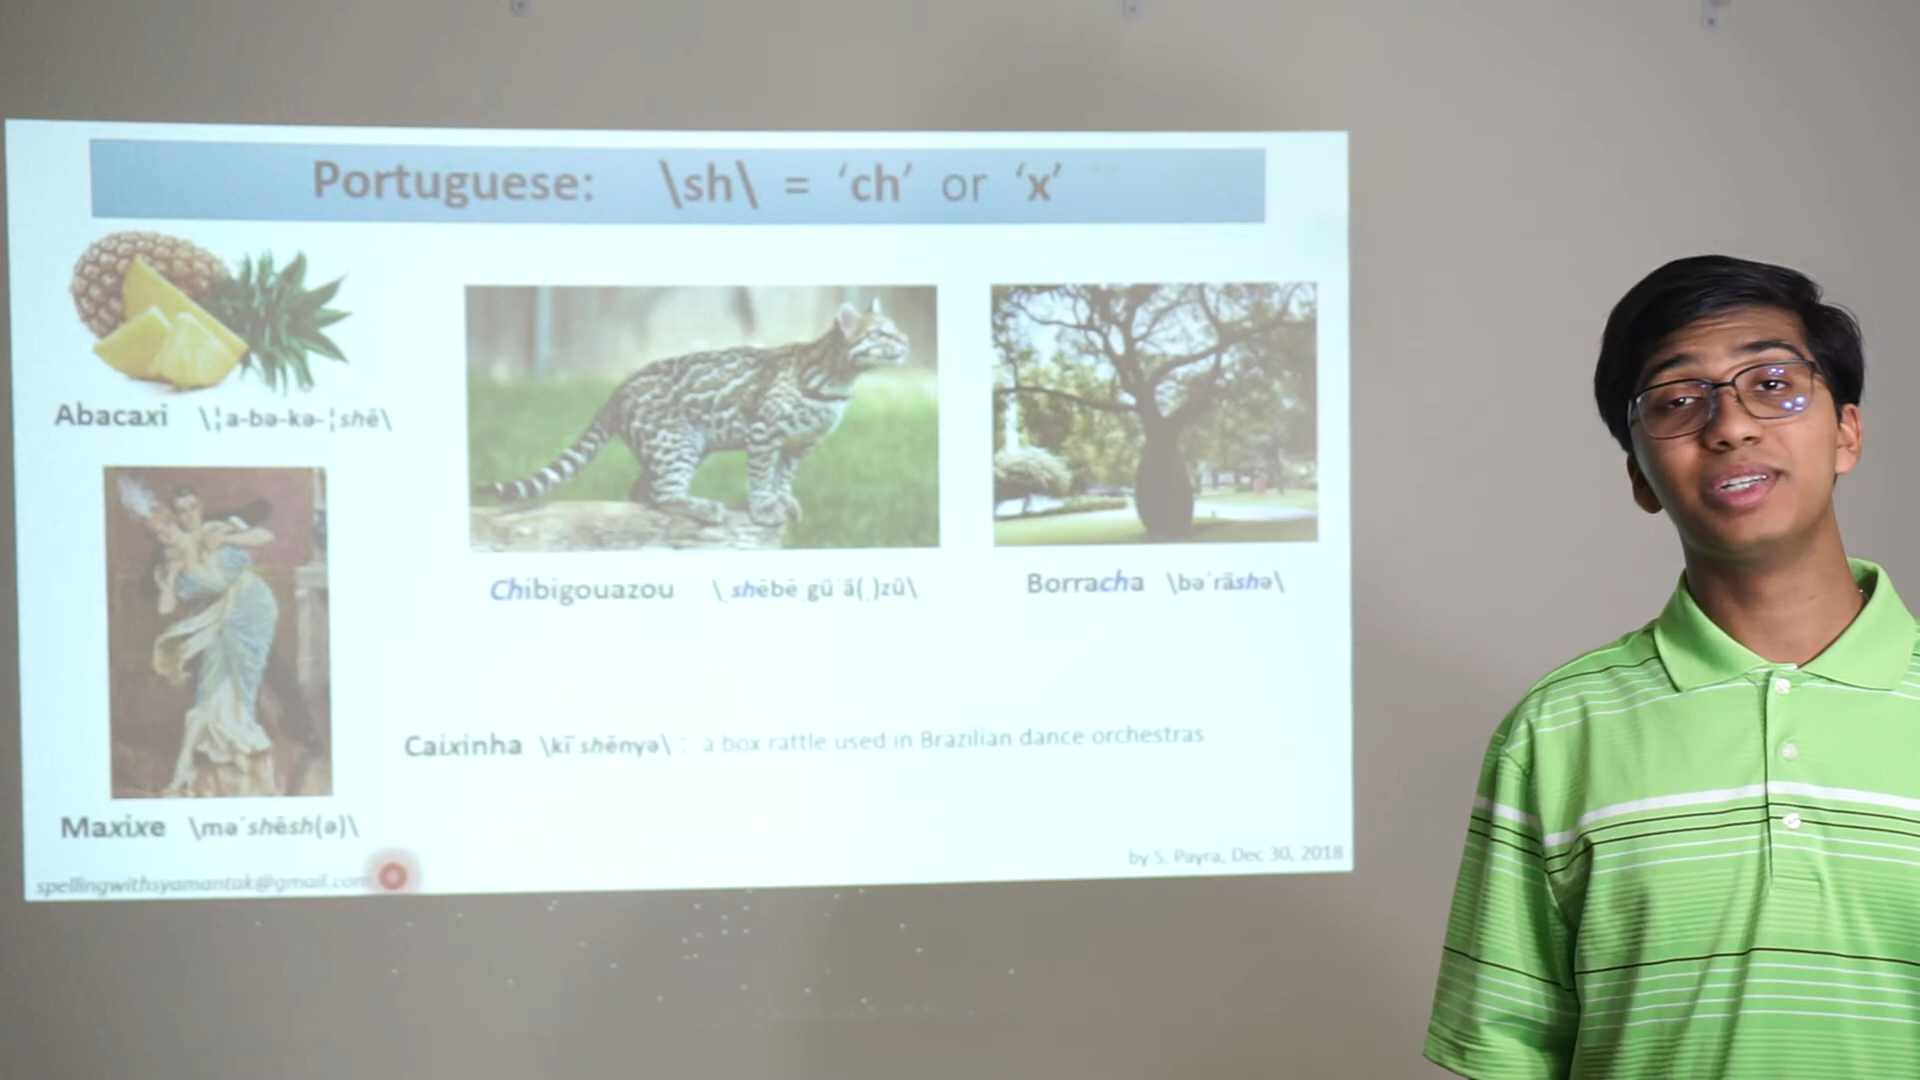 Portuguese: \sh\ = ‘ch’ or ‘x’
Abacaxi \¦a-bə-kə-¦shē\
Chibigouazou \ˌshēbēˌgüˈä(ˌ)zü\
Borracha \bəˈräshə\
Caixinha \kīˈshēnyə\ : a box rattle used in Brazilian dance orchestras
Maxixe \məˈshēsh(ə)\
by S. Payra, Dec 30, 2018
spellingwithsyamantak@gmail.com